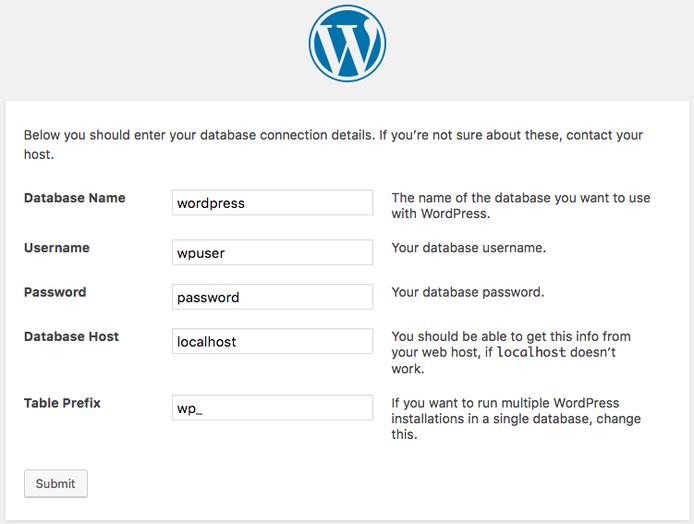 W
Below you should enter your database connection details. If you’re not sure about these, contact your
host.
Database Name
wordpress
The name of the database you want to use
with WordPress.
Username
wpuser
Your database username.
Password
password
Your database password.
Database Host
localhost
You should be able to get this info from
your web host, if localhost doesn’t
work.
Table Prefix
wp_
If you want to run multiple WordPress
installations in a single database, change
this.
Submit